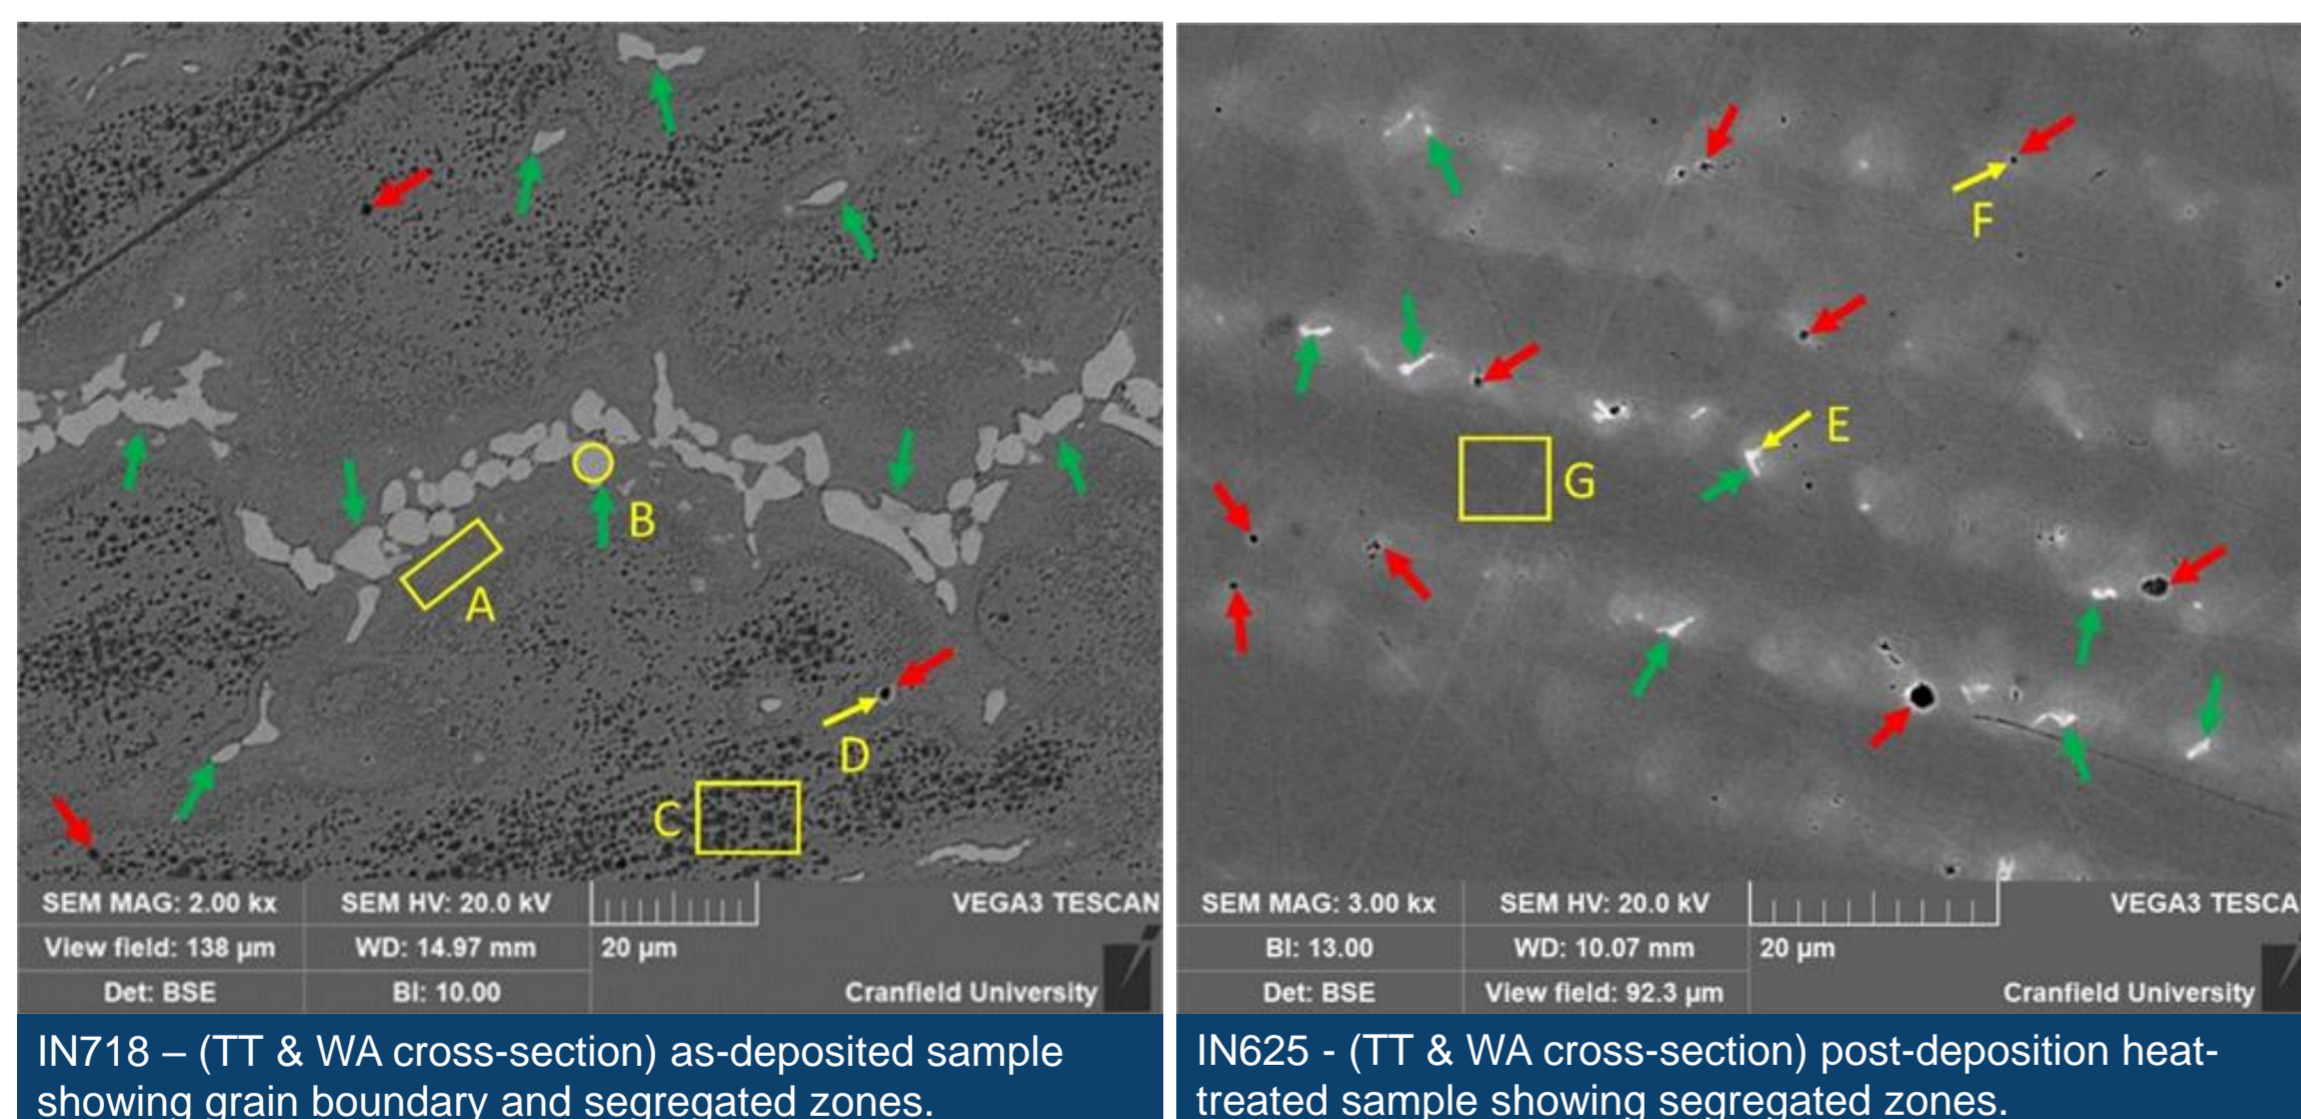 B
A
D
C
SEM MAG: 2.00 kx
SEM HV: 20.0 kV
VEGA3 TESCAN
View field: 138 µm
WD: 14.97 mm
20 µm
Det: BSE
BI: 10.00
Cranfield University
IN718 – (TT & WA cross-section) as-deposited sample
showing grain boundary and segregated zones.
F
E
G
SEM MAG: 3.00 kx
SEM HV: 20.0 kV
VEGA3 TESCA
BI: 13.00
WD: 10.07 mm
20 µm
Det: BSE
View field: 92.3 µm
Cranfield University
IN625 - (TT & WA cross-section) post-deposition heat-
treated sample showing segregated zones.